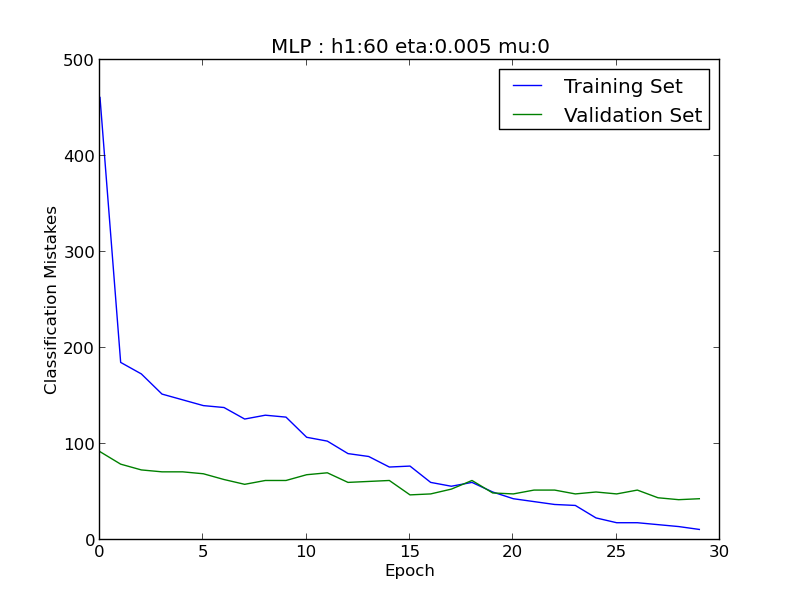 MLP : h1:60 eta:0.005 mu:0
500
400
300
200
100
0
Classification Mistakes
Training Set
Validation Set
0 5 10 15 20 25 30
Epoch